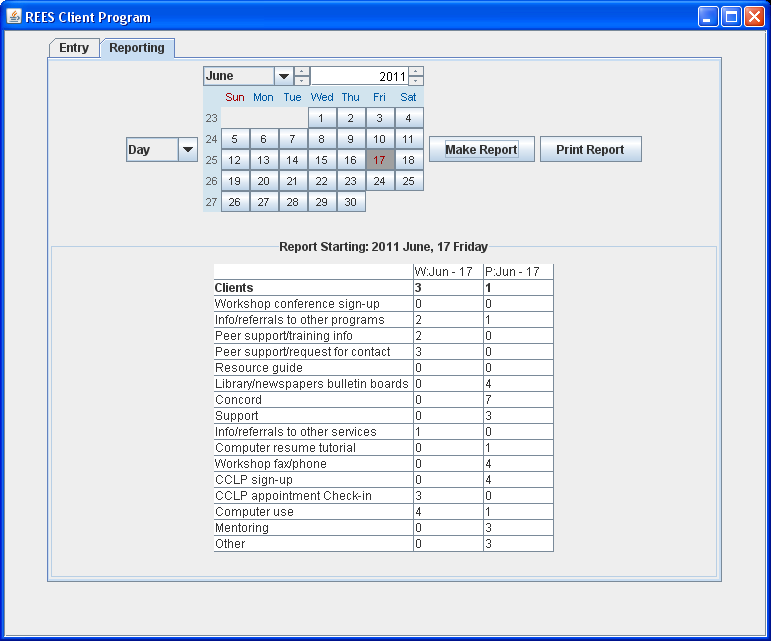 REES Client Program
Entry Reporting
June 2011
Sun Mon Tue Wed Thu Fri Sat
23 1 2 3 4
24 5 6 7 8 9 10 11
Day 25 12 13 14 15 16 17 18 Make Report Print Report
26 19 20 21 22 23 24 25
27 26 27 28 29 30
Report Starting: 2011 June, 17 Friday
W:Jun - 17 P:Jun - 17
Clients 3 1
Workshop conference sign-up 0 0
Info/referrals to other programs 2 1
Peer support/training info 2 0
Peer support/request for contact 3 0
Resource guide 0 0
Library/newspapers bulletin boards 0 4
Concord 0 7
Support 0 3
Info/referrals to other services 1 0
Computer resume tutorial 0 1
Workshop fax/phone 0 4
CCLP sign-up 0 4
CCLP appointment Check-in 3 0
Computer use 4 1
Mentoring 0 3
Other 0 3